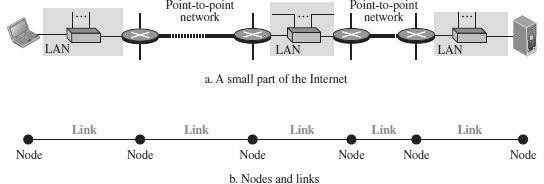 Point-to-point
network
Point-to-point
network
LAN
LAN
LAN
a. A small part of the Internet
Link Link Link Link Link
Node Node Node Node Node Node
b. Nodes and links